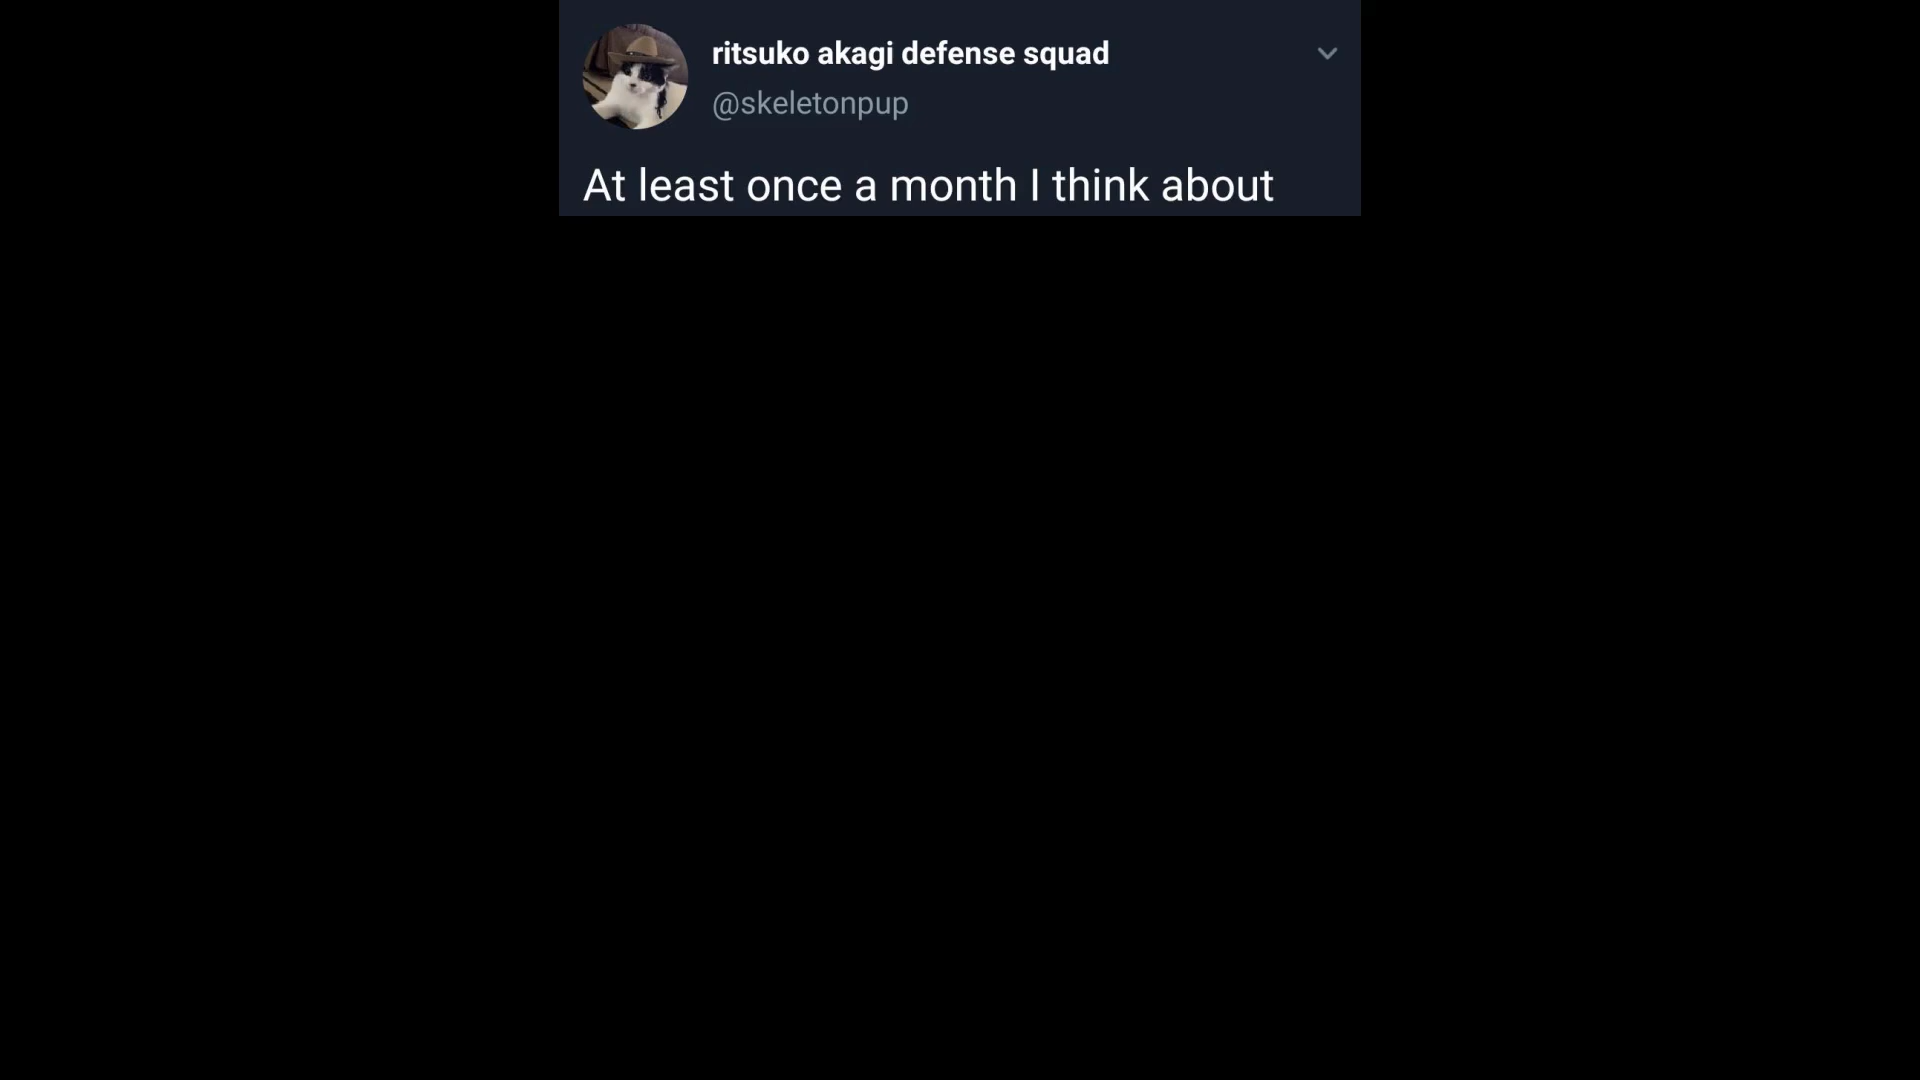 ritsuko akagi defense squad
@skeletonpup
At least once a month I think about